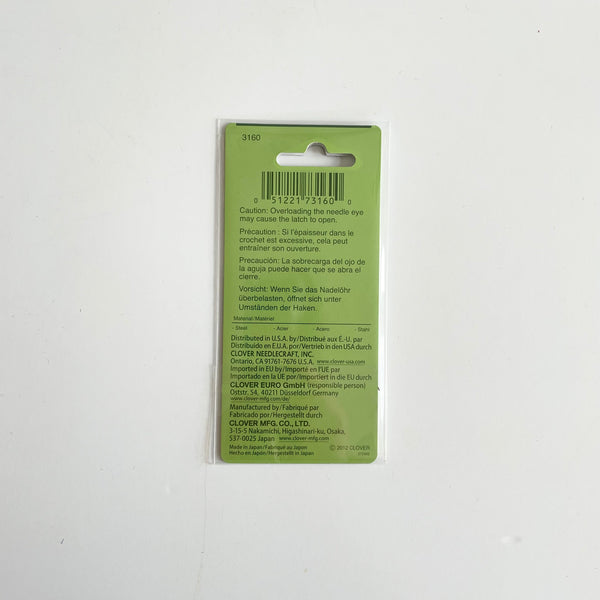 3160
0 51221 73160 0
Caution: Overloading the needle eye
may cause the latch to open.
Précaution : Si l'épaisseur dans le
crochet est excessive, cela peut
entraîner son ouverture.
Precaución: La sobrecarga del ojo de
la aguja puede hacer que se abra el
cierre.
Vorsicht: Wenn Sie das Nadelöhr
überbelasten, öffnet sich unter
Umständen der Haken.
Material/Matériel
- Steel - Acier - Acero - Stahl
Distributed in U.S.A. by/Distribué aux É.-U. par
Distribuido en E.U.A. por/Vertrieb in den USA durch
CLOVER NEEDLECRAFT, INC.
Ontario, CA 91761-7676 U.S.A. www.clover-usa.com
Imported in EU by/Importé en l'UE par
Importado en la UE por/Importiert in die EU durch
CLOVER EURO GmbH (responsible person)
Oststr. 54, 40211 Düsseldorf Germany
www.clover-mfg.com/de/
Manufactured by/Fabriqué par
Fabricado por/Hergestellt durch
CLOVER MFG. CO., LTD.
3-15-5 Nakamichi, Higashinari-ku, Osaka,
537-0025 Japan www.clover-mfg.com
Made in Japan/Fabriqué au Japon
Hecho en Japón/Hergestellt in Japan
© 2012 CLOVER